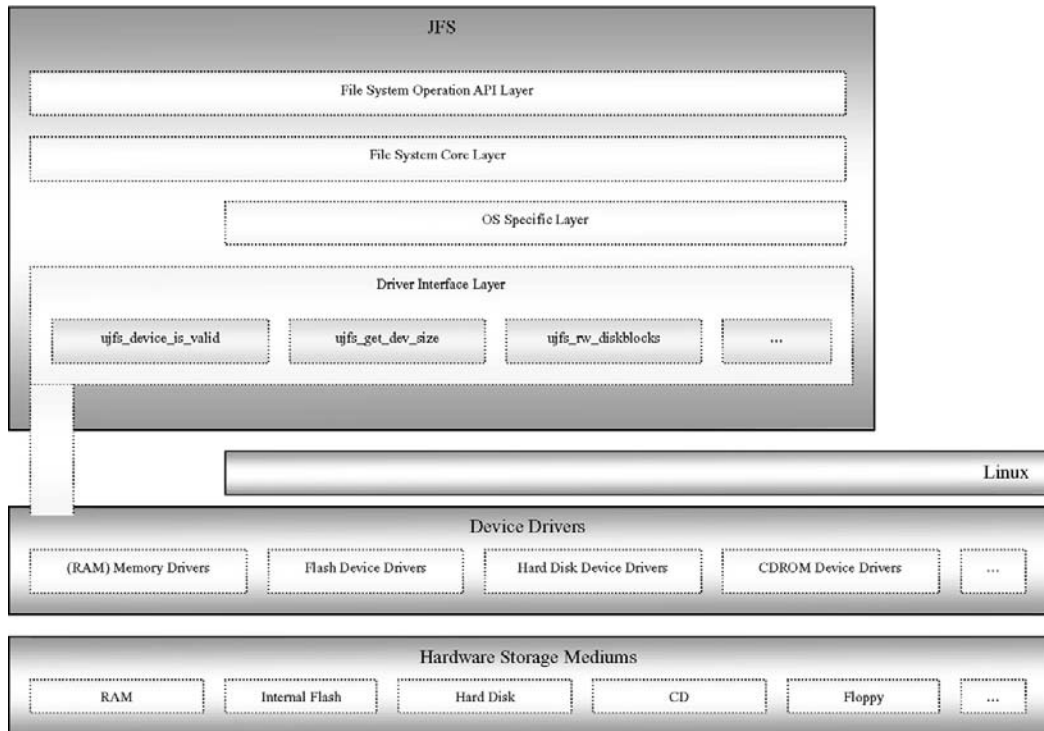 JFS
File System Operation API Layer
File System Core Layer
OS Specific Layer
Driver Interface Layer
ujfs_device_is_valid
ujfs_get_dev_size
ujfs_rw_diskblocks
...
Linux
Device Drivers
(RAM) Memory Drivers
Flash Device Drivers
Hard Disk Device Drivers
CDROM Device Drivers
...
Hardware Storage Mediums
RAM
Internal Flash
Hard Disk
CD
Floppy
...